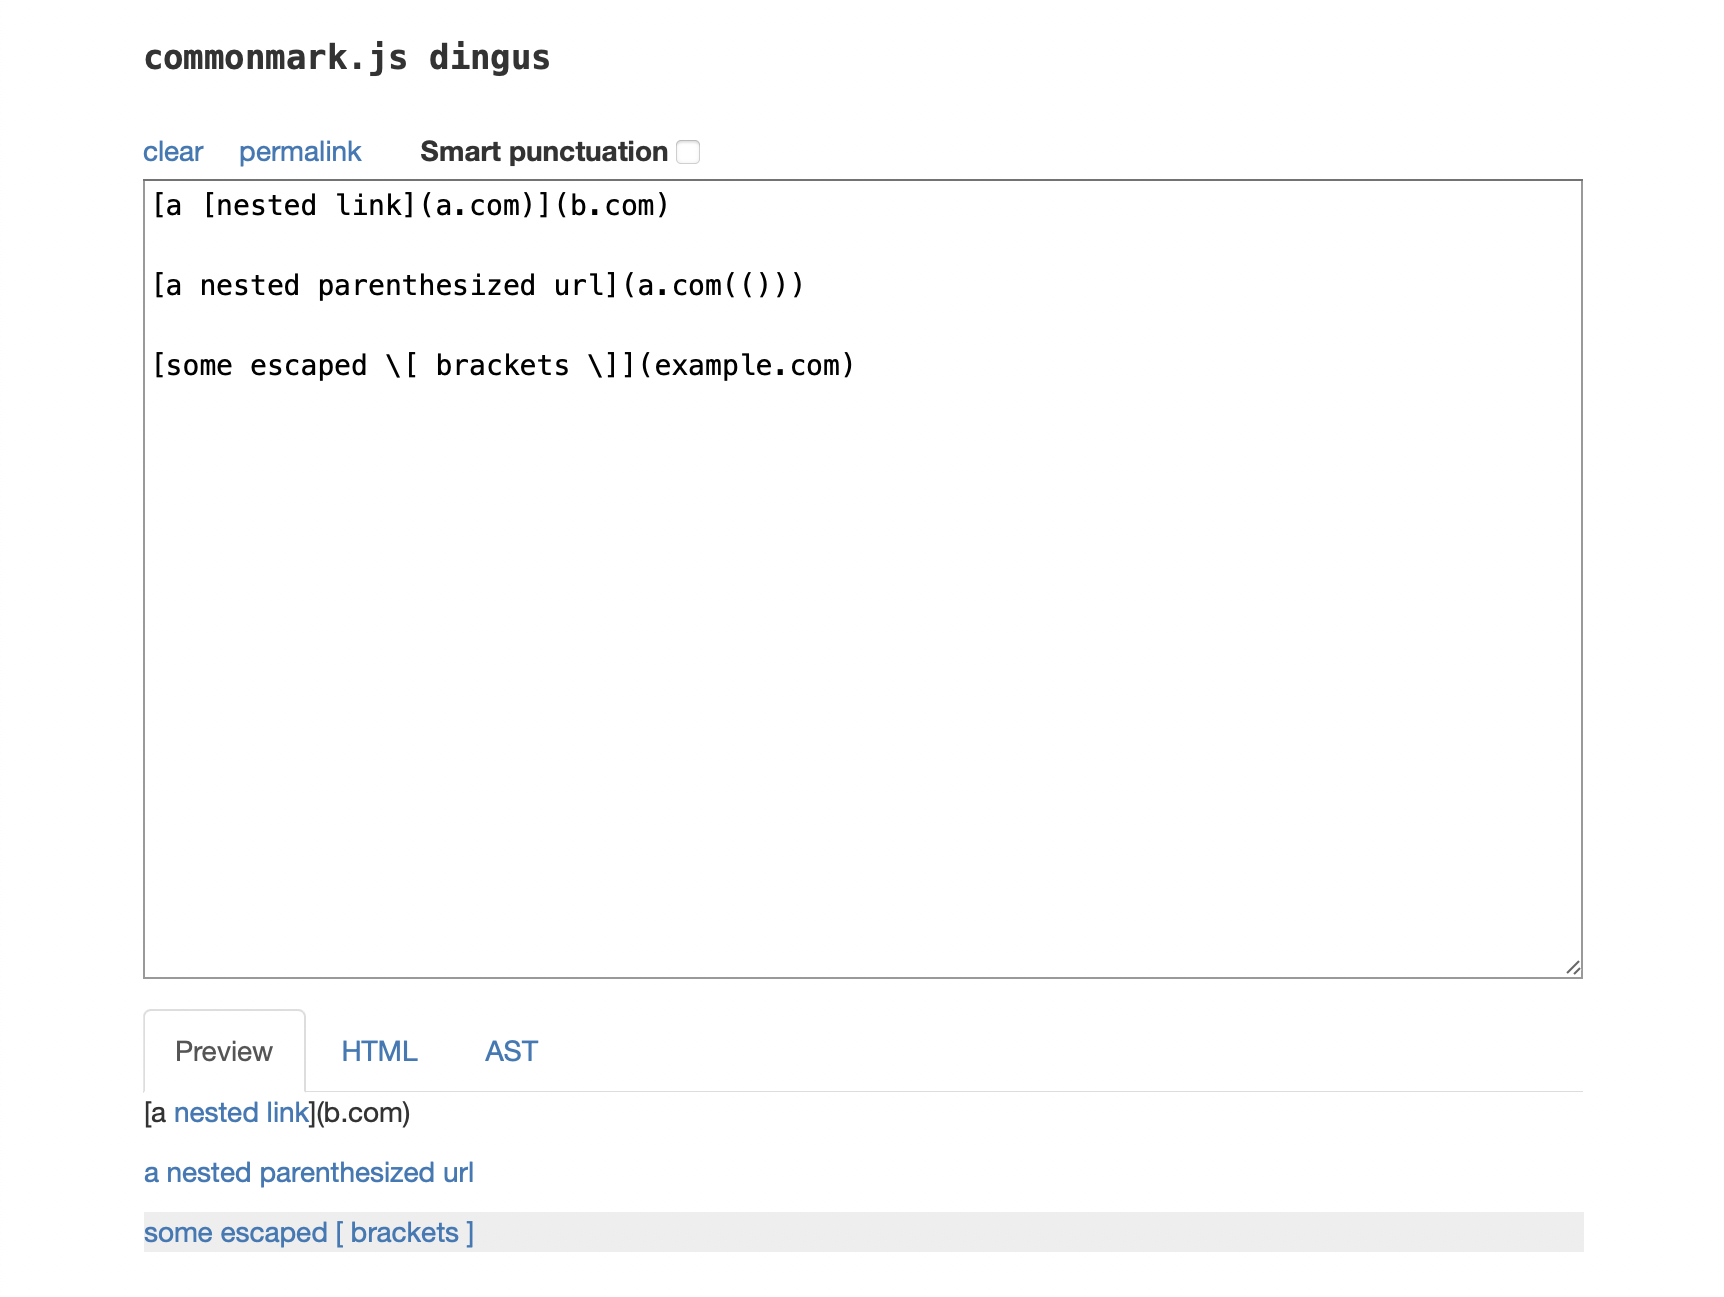 commonmark.js dingus
clear permalink Smart punctuation
[a [nested link](a.com)](b.com)
[a nested parenthesized url](a.com(()))
[some escaped \[ brackets \]](example.com)
Preview HTML AST
[a nested link](b.com)
a nested parenthesized url
some escaped [ brackets ]